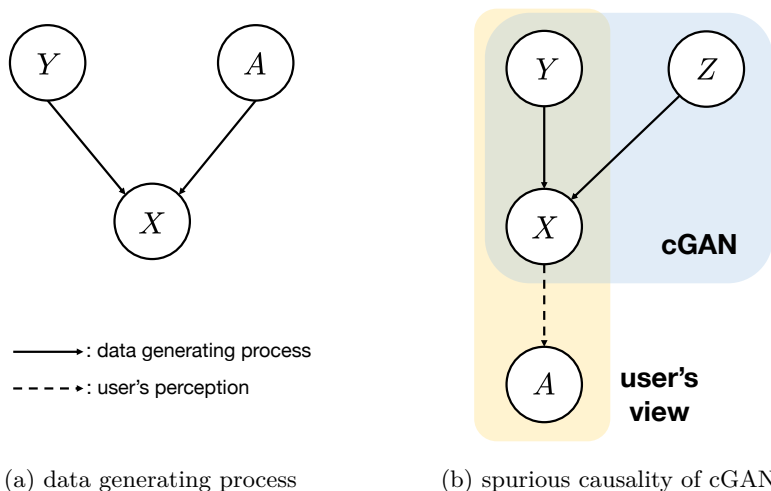 Y
A
X
: data generating process
: user's perception
(a) data generating process
Y
Z
X
cGAN
A
user's
view
(b) spurious causality of cGAN